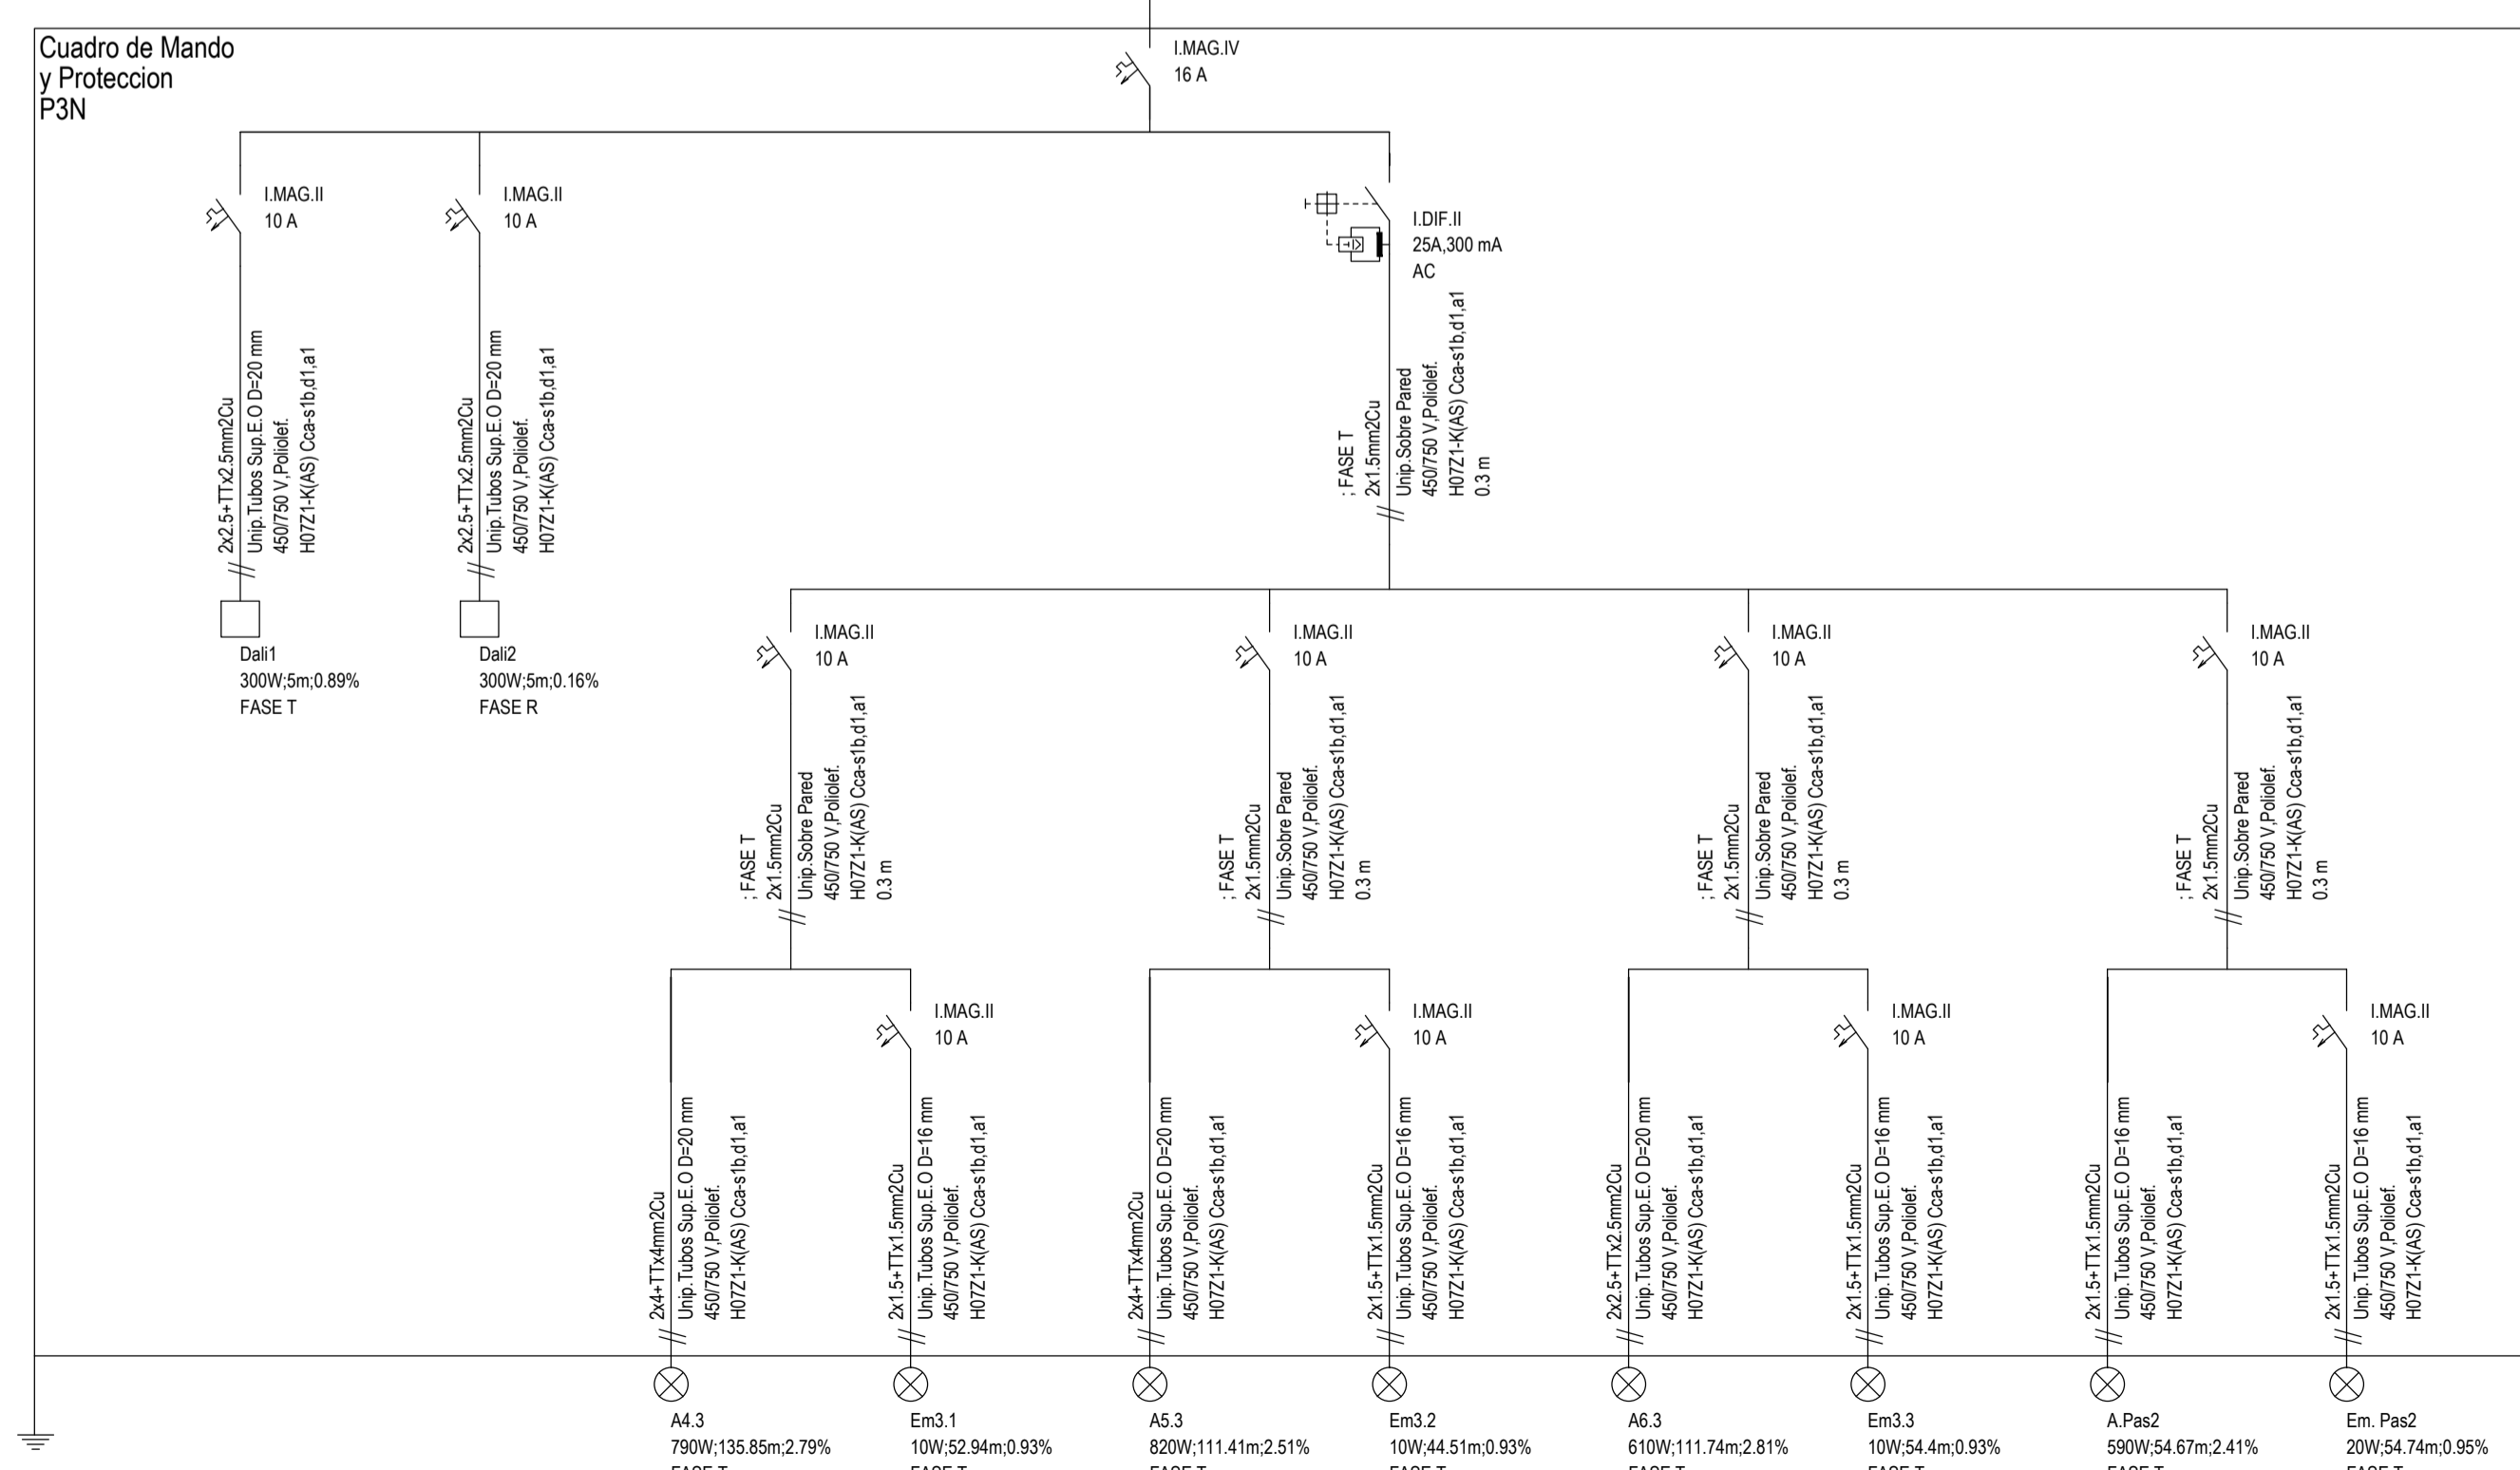 Cuadro de Mando
y Proteccion
P3N
I.MAG.IV
16 A
I.MAG.II
10 A
2x2.5+TTx2.5mm2Cu
Unip.Tubos Sup.E.O D=20 mm
450/750 V,Poliolef.
H07Z1-K(AS) Cca-s1b,d1,a1
Dali1
300W;5m;0.89%
FASE T
I.MAG.II
10 A
2x2.5+TTx2.5mm2Cu
Unip.Tubos Sup.E.O D=20 mm
450/750 V,Poliolef.
H07Z1-K(AS) Cca-s1b,d1,a1
Dali2
300W;5m;0.16%
FASE R
I.DIF.II
25A,300 mA
AC
; FASE T
2x1.5mm2Cu
Unip.Sobre Pared
450/750 V,Poliolef.
H07Z1-K(AS) Cca-s1b,d1,a1
0.3 m
I.MAG.II
10 A
; FASE T
2x1.5mm2Cu
Unip.Sobre Pared
450/750 V,Poliolef.
H07Z1-K(AS) Cca-s1b,d1,a1
0.3 m
I.MAG.II
10 A
; FASE T
2x1.5mm2Cu
Unip.Sobre Pared
450/750 V,Poliolef.
H07Z1-K(AS) Cca-s1b,d1,a1
0.3 m
I.MAG.II
10 A
; FASE T
2x1.5mm2Cu
Unip.Sobre Pared
450/750 V,Poliolef.
H07Z1-K(AS) Cca-s1b,d1,a1
0.3 m
I.MAG.II
10 A
; FASE T
2x1.5mm2Cu
Unip.Sobre Pared
450/750 V,Poliolef.
H07Z1-K(AS) Cca-s1b,d1,a1
0.3 m
2x4+TTx4mm2Cu
Unip.Tubos Sup.E.O D=20 mm
450/750 V,Poliolef.
H07Z1-K(AS) Cca-s1b,d1,a1
A4.3
790W;135.85m;2.79%
FASE T
I.MAG.II
10 A
2x1.5+TTx1.5mm2Cu
Unip.Tubos Sup.E.O D=16 mm
450/750 V,Poliolef.
H07Z1-K(AS) Cca-s1b,d1,a1
Em3.1
10W;52.94m;0.93%
FASE T
2x4+TTx4mm2Cu
Unip.Tubos Sup.E.O D=20 mm
450/750 V,Poliolef.
H07Z1-K(AS) Cca-s1b,d1,a1
A5.3
820W;111.41m;2.51%
FASE T
I.MAG.II
10 A
2x1.5+TTx1.5mm2Cu
Unip.Tubos Sup.E.O D=16 mm
450/750 V,Poliolef.
H07Z1-K(AS) Cca-s1b,d1,a1
Em3.2
10W;44.51m;0.93%
FASE T
2x2.5+TTx2.5mm2Cu
Unip.Tubos Sup.E.O D=20 mm
450/750 V,Poliolef.
H07Z1-K(AS) Cca-s1b,d1,a1
A6.3
610W;111.74m;2.81%
FASE T
I.MAG.II
10 A
2x1.5+TTx1.5mm2Cu
Unip.Tubos Sup.E.O D=16 mm
450/750 V,Poliolef.
H07Z1-K(AS) Cca-s1b,d1,a1
Em3.3
10W;54.4m;0.93%
FASE T
2x1.5+TTx1.5mm2Cu
Unip.Tubos Sup.E.O D=16 mm
450/750 V,Poliolef.
H07Z1-K(AS) Cca-s1b,d1,a1
A.Pas2
590W;54.67m;2.41%
FASE T
I.MAG.II
10 A
2x1.5+TTx1.5mm2Cu
Unip.Tubos Sup.E.O D=16 mm
450/750 V,Poliolef.
H07Z1-K(AS) Cca-s1b,d1,a1
Em. Pas2
20W;54.74m;0.95%
FASE T